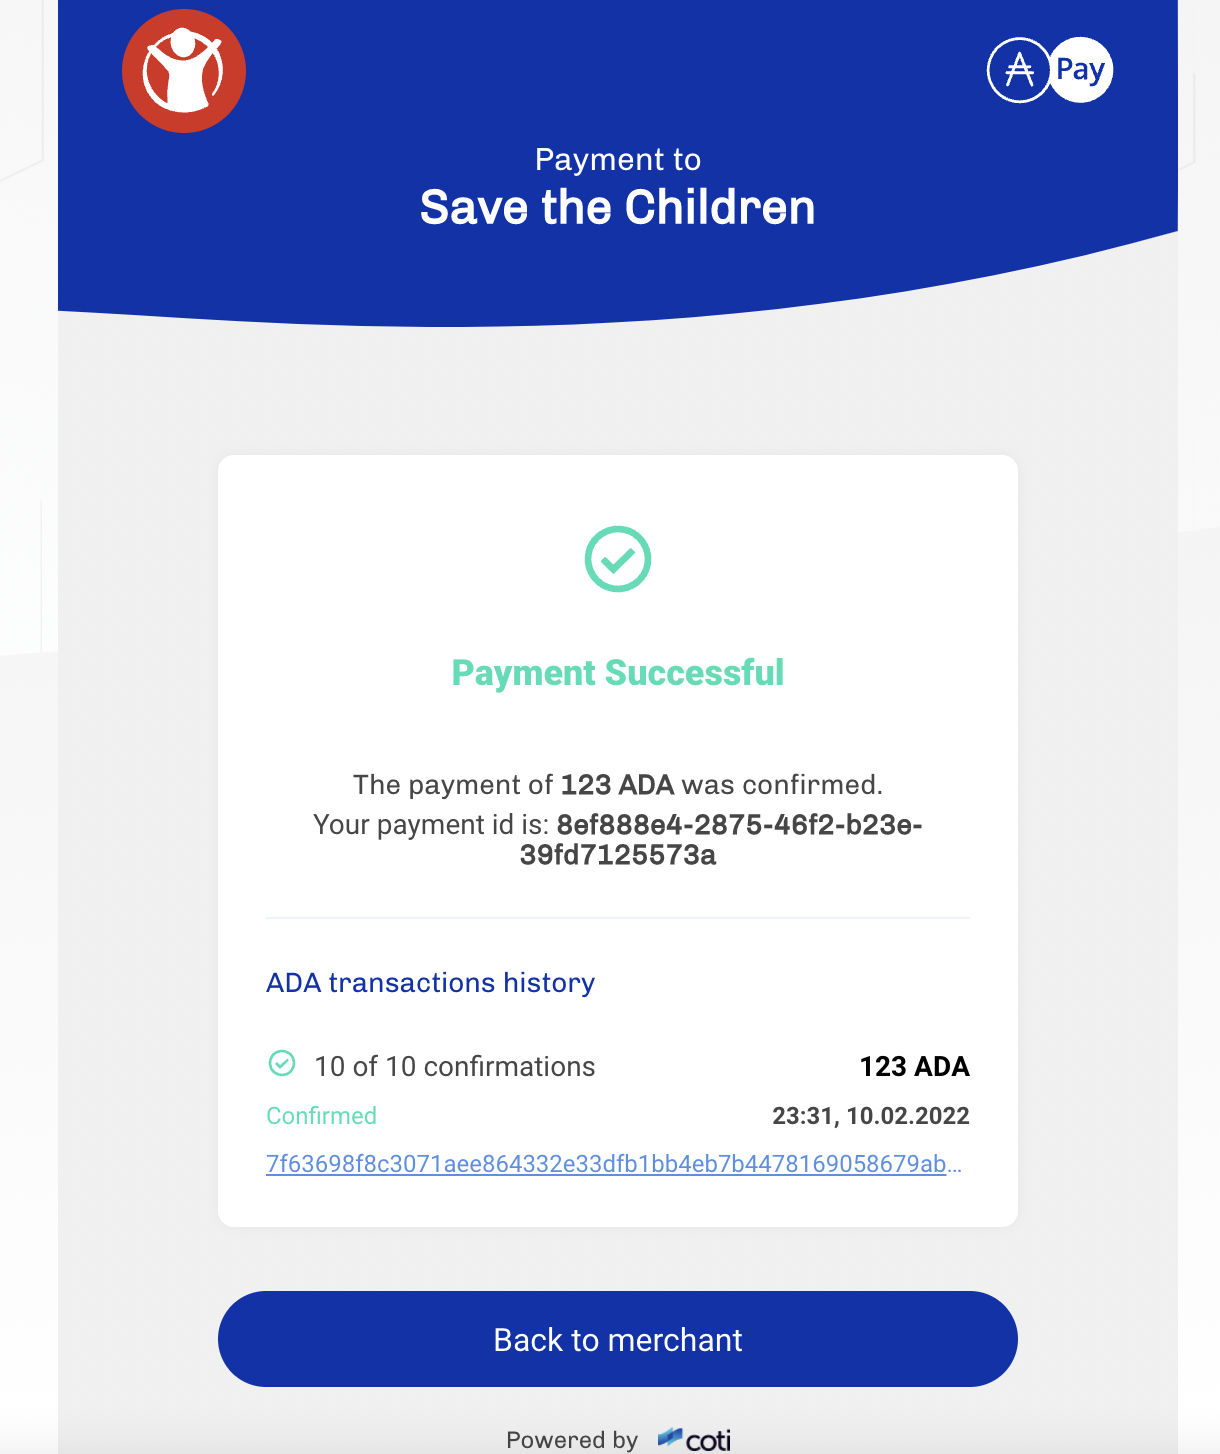 Pay
Payment to
Save the Children
Payment Successful
The payment of 123 ADA was confirmed.
Your payment id is: 8ef888e4-2875-46f2-b23e-
39fd7125573a
ADA transactions history
10 of 10 confirmations 123 ADA
Confirmed 23:31, 10.02.2022
7f63698f8c3071aee864332e33dfb1bb4eb7b4478169058679ab...
Back to merchant
Powered by coti